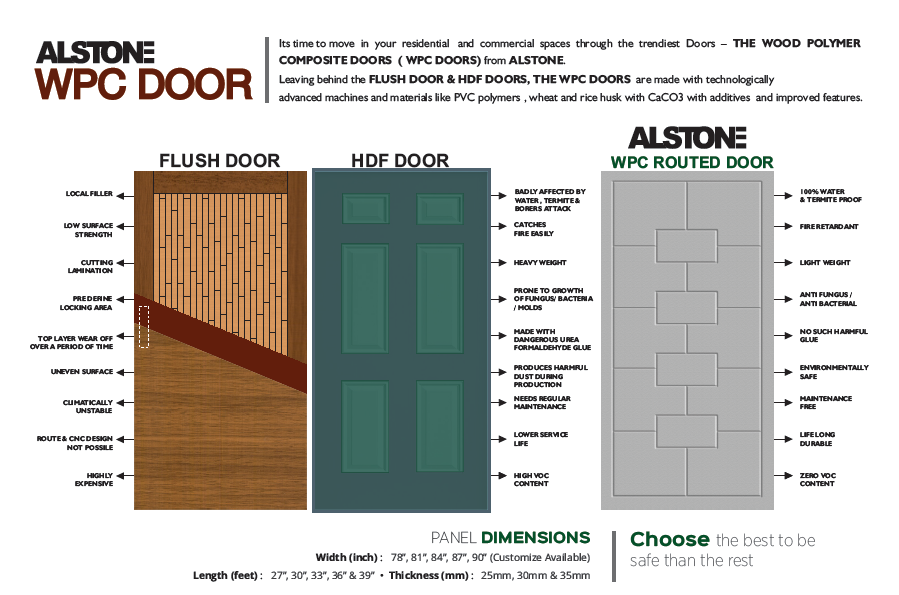 ALSTONE
WPC DOOR
Its time to move in your residential and commercial spaces through the trendiest Doors – THE WOOD POLYMER
COMPOSITE DOORS ( WPC DOORS) from ALSTONE.
Leaving behind the FLUSH DOOR & HDF DOORS, THE WPC DOORS are made with technologically
advanced machines and materials like PVC polymers , wheat and rice husk with CaCO3 with additives and improved features.
FLUSH DOOR
LOCAL FILLER
LOW SURFACE
STRENGTH
CUTTING
LAMINATION
PRE DEFINE
LOCKING AREA
TOP LAYER WEAR OFF
OVER A PERIOD OF TIME
UNEVEN SURFACE
CLIMATICALLY
UNSTABLE
ROUTE & CNC DESIGN
NOT POSSILE
HIGHLY
EXPENSIVE
HDF DOOR
BADLY AFFECTED BY
WATER, TERMITE &
BORERS ATTACK
CATCHES
FIRE EASILY
HEAVY WEIGHT
PRONE TO GROWTH
OF FUNGUS/ BACTERIA
/ MOLDS
MADE WITH
DANGEROUS UREA
FORMALDEHYDE GLUE
PRODUCES HARMFUL
DUST DURING
PRODUCTION
NEEDS REGULAR
MAINTENANCE
LOWER SERVICE
LIFE
HIGH VOC
CONTENT
ALSTONE
WPC ROUTED DOOR
100% WATER
& TERMITE PROOF
FIRE RETARDANT
LIGHT WEIGHT
ANTI FUNGUS /
ANTI BACTERIAL
NO SUCH HARMFUL
GLUE
ENVIRONMENTALLY
SAFE
MAINTENANCE
FREE
LIFE LONG
DURABLE
ZERO VOC
CONTENT
PANEL DIMENSIONS
Width (inch) : 78”, 81”, 84”, 87”, 90” (Customize Available)
Length (feet) : 27”, 30”, 33”, 36” & 39” • Thickness (mm) : 25mm, 30mm & 35mm
Choose the best to be
safe than the rest